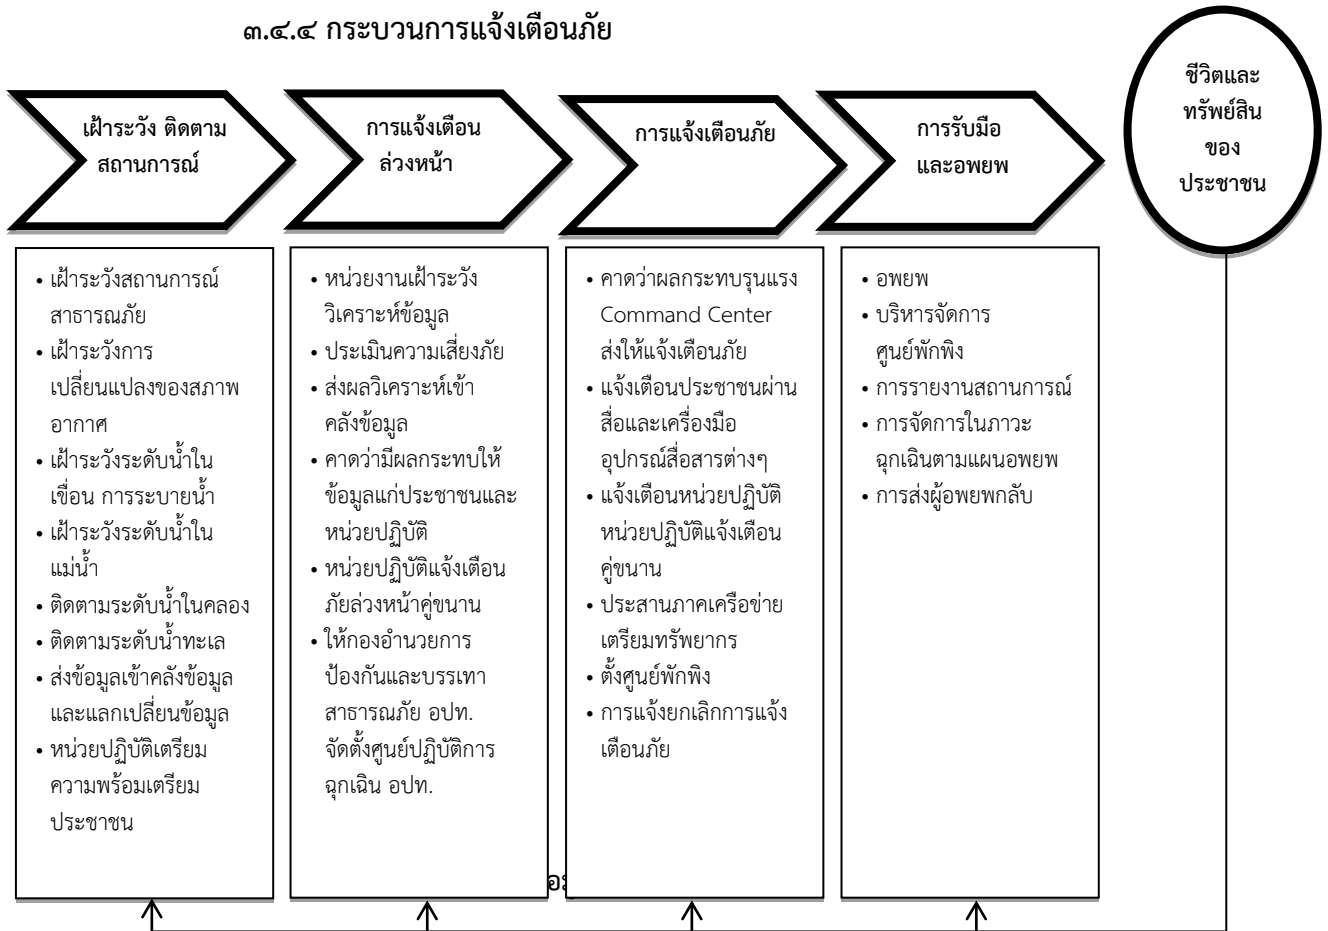 ๓.๔.๔ กระบวนการแจ้งเตือนภัย
เฝ้าระวัง ติดตาม
สถานการณ์
การแจ้งเตือน
ล่วงหน้า
การแจ้งเตือนภัย
การรับมือ
และอพยพ
ชีวิตและ
ทรัพย์สิน
ของ
ประชาชน
• เฝ้าระวังสถานการณ์
สาธารณภัย
• เฝ้าระวังการ
เปลี่ยนแปลงของสภาพ
อากาศ
• เฝ้าระวังระดับน้ำใน
เขื่อน การระบายน้ำ
• เฝ้าระวังระดับน้ำใน
แม่น้ำ
• ติดตามระดับน้ำในคลอง
• ติดตามระดับน้ำทะเล
• ส่งข้อมูลเข้าคลังข้อมูล
และแลกเปลี่ยนข้อมูล
• หน่วยปฏิบัติเตรียม
ความพร้อมเตรียม
ประชาชน
• หน่วยงานเฝ้าระวัง
วิเคราะห์ข้อมูล
• ประเมินความเสี่ยงภัย
• ส่งผลวิเคราะห์เข้า
คลังข้อมูล
• คาดว่ามีผลกระทบให้
ข้อมูลแก่ประชาชนและ
หน่วยปฏิบัติ
• หน่วยปฏิบัติแจ้งเตือน
ภัยล่วงหน้าคู่ขนาน
• ให้กองอำนวยการ
ป้องกันและบรรเทา
สาธารณภัย อปท.
จัดตั้งศูนย์ปฏิบัติการ
ฉุกเฉิน อปท.
• คาดว่าผลกระทบรุนแรง
Command Center
ส่งให้แจ้งเตือนภัย
• แจ้งเตือนประชาชนผ่าน
สื่อและเครื่องมือ
อุปกรณ์สื่อสารต่างๆ
• แจ้งเตือนหน่วยปฏิบัติ
หน่วยปฏิบัติแจ้งเตือน
คู่ขนาน
• ประสานภาคเครือข่าย
เตรียมทรัพยากร
• ตั้งศูนย์พักพิง
• การแจ้งยกเลิกการแจ้ง
เตือนภัย
• อพยพ
• บริหารจัดการ
ศูนย์พักพิง
• การรายงานสถานการณ์
• การจัดการในภาวะ
ฉุกเฉินตามแผนอพยพ
• การส่งผู้อพยพกลับ